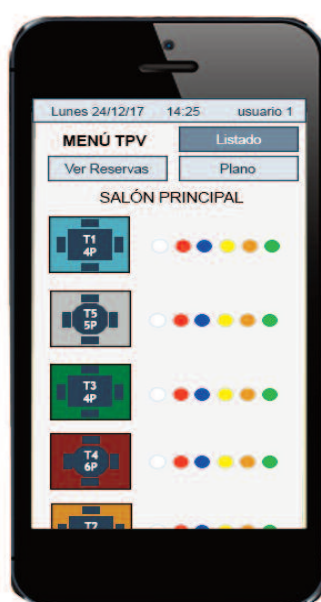 Lunes 24/12/17 14:25 usuario 1
MENÚ TPV Listado
Ver Reservas Plano
SALÓN PRINCIPAL
T1
4P
T5
5P
T3
4P
T4
6P
T2